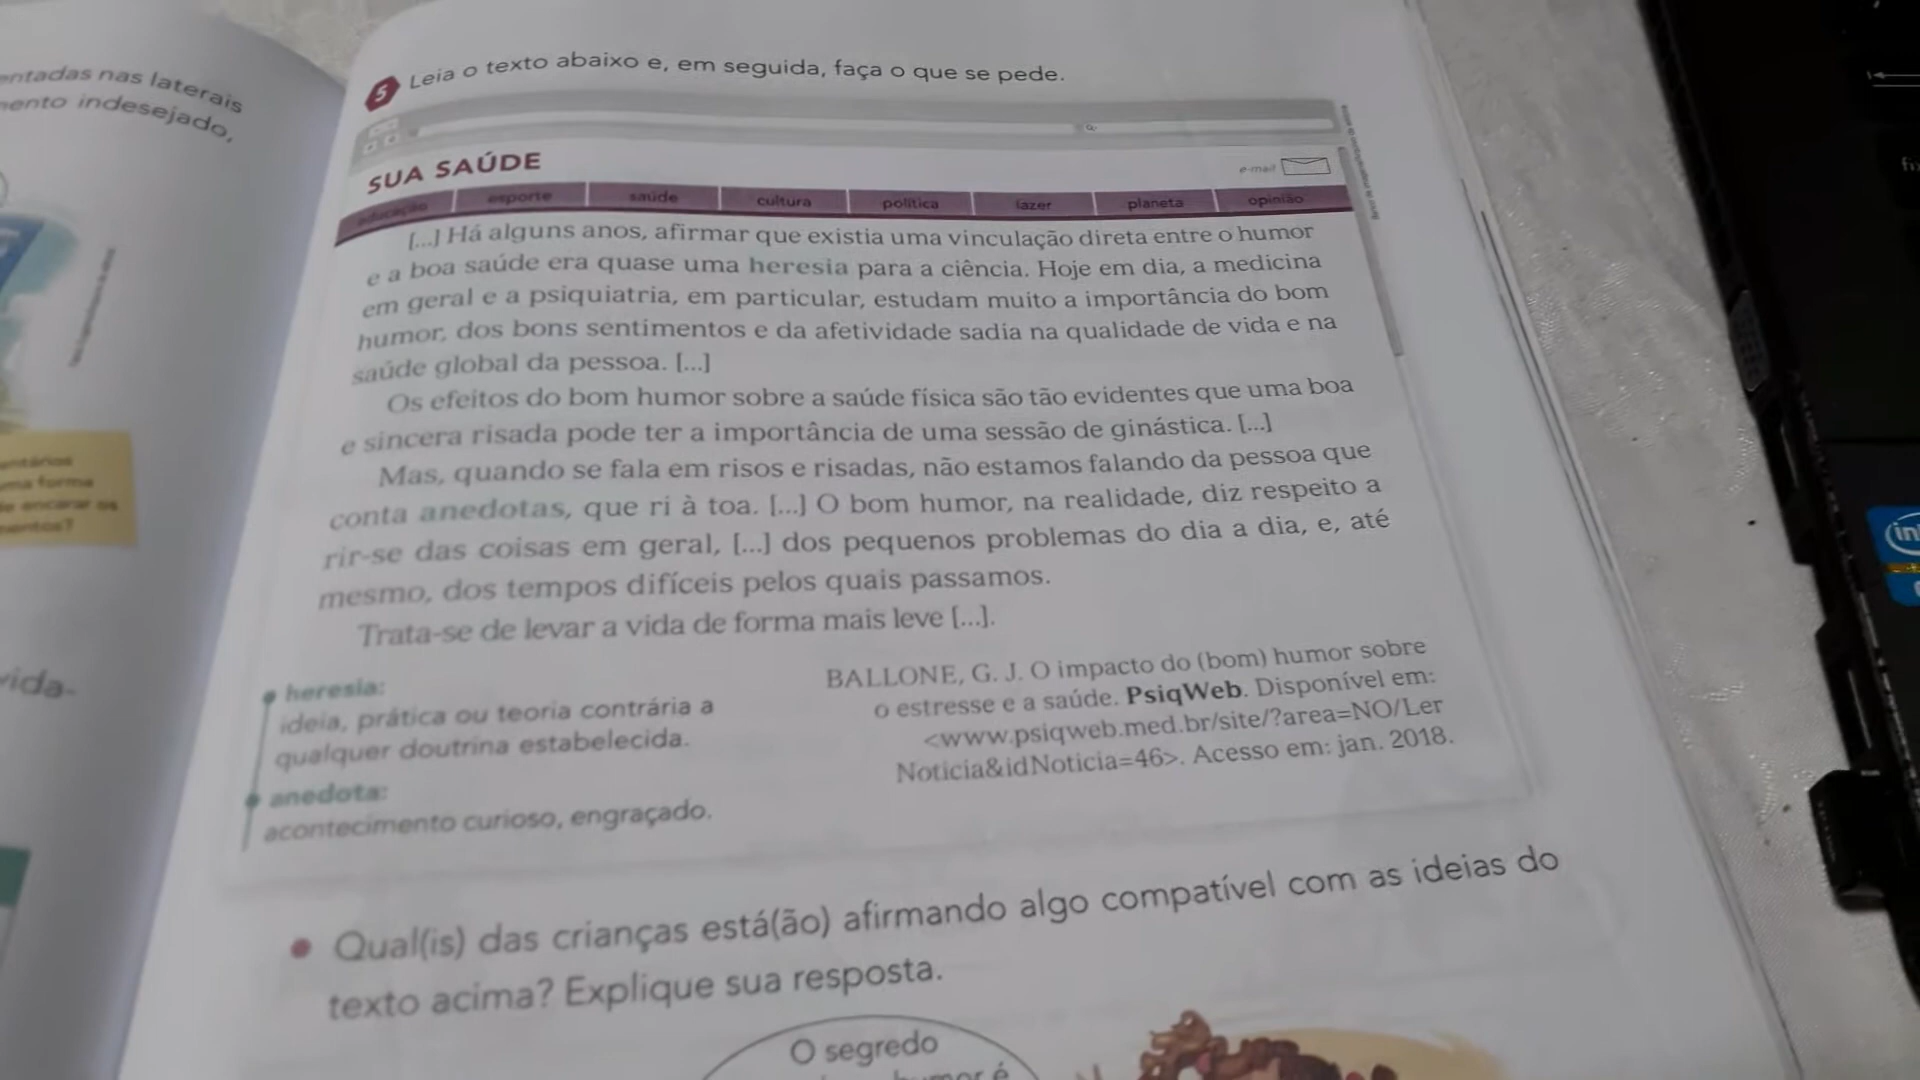 entadas nas laterais
mento indesejado,
vida-
5 Leia o texto abaixo e, em seguida, faça o que se pede.
SUA SAÚDE
e-mail
educação esporte saúde cultura política lazer planeta opinião
[...] Há alguns anos, afirmar que existia uma vinculação direta entre o humor
e a boa saúde era quase uma heresia para a ciência. Hoje em dia, a medicina
em geral e a psiquiatria, em particular, estudam muito a importância do bom
humor, dos bons sentimentos e da afetividade sadia na qualidade de vida e na
saúde global da pessoa. [...]
Os efeitos do bom humor sobre a saúde física são tão evidentes que uma boa
e sincera risada pode ter a importância de uma sessão de ginástica. [...]
Mas, quando se fala em risos e risadas, não estamos falando da pessoa que
conta anedotas, que ri à toa. [...] O bom humor, na realidade, diz respeito a
rir-se das coisas em geral, [...] dos pequenos problemas do dia a dia, e, até
mesmo, dos tempos difíceis pelos quais passamos.
Trata-se de levar a vida de forma mais leve [...].
heresia:
ideia, prática ou teoria contrária a
qualquer doutrina estabelecida.
anedota:
acontecimento curioso, engraçado.
BALLONE, G. J. O impacto do (bom) humor sobre
o estresse e a saúde. PsiqWeb. Disponível em:
<www.psiqweb.med.br/site/?area=NO/Ler
Noticia&idNoticia=46>. Acesso em: jan. 2018.
Qual(is) das crianças está(ão) afirmando algo compatível com as ideias do
texto acima? Explique sua resposta.
O segredo
humor é